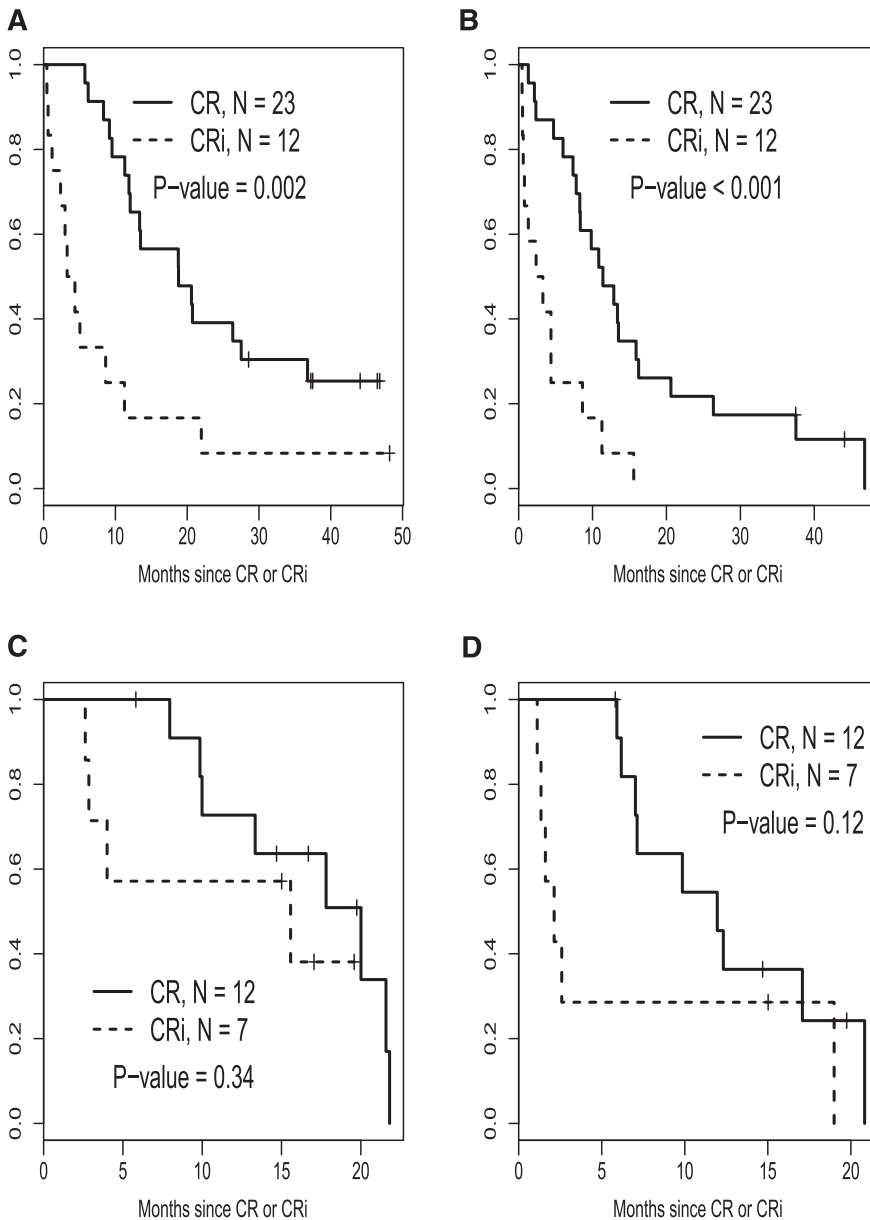 A
1.0
0.8
0.6
0.4
0.2
0.0
CR, N = 23
CRi, N = 12
P−value = 0.002
0 10 20 30 40 50
Months since CR or CRi
B
1.0
0.8
0.6
0.4
0.2
0.0
CR, N = 23
CRi, N = 12
P−value < 0.001
0 10 20 30 40
Months since CR or CRi
C
1.0
0.8
0.6
0.4
0.2
0.0
CR, N = 12
CRi, N = 7
P−value = 0.34
0 5 10 15 20
Months since CR or CRi
D
1.0
0.8
0.6
0.4
0.2
0.0
CR, N = 12
CRi, N = 7
P−value = 0.12
0 5 10 15 20
Months since CR or CRi